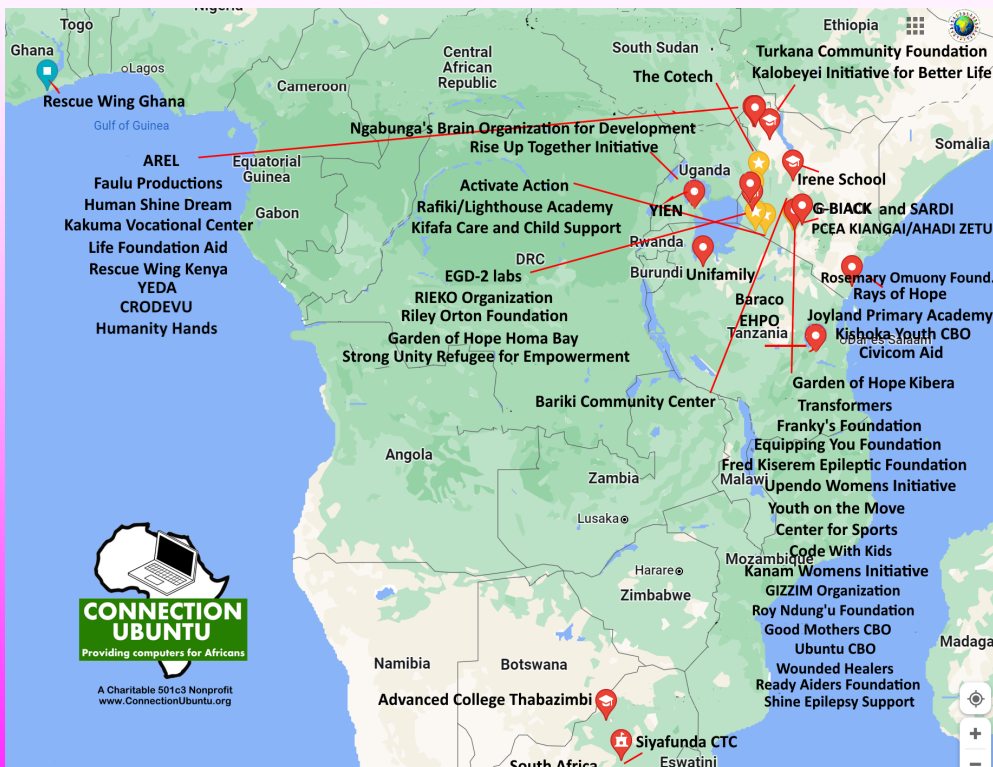 Nigeria
Togo
Ghana
Lagos
Cameroon
Central
African
Republic
South Sudan
Ethiopia
Turkana Community Foundation
Kalobeyei Initiative for Better Life
The Cotech
Rescue Wing Ghana
Gulf of Guinea
Ngabunga's Brain Organization for Development
Rise Up Together Initiative
Somalia
AREL
Faulu Productions
Human Shine Dream
Kakuma Vocational Center
Life Foundation Aid
Rescue Wing Kenya
YEDA
CRODEVU
Humanity Hands
Equatorial
Guinea
Gabon
Uganda
Irene School
Activate Action
Rafiki/Lighthouse Academy
Kifafa Care and Child Support
YIEN
G-BIACK and SARDI
PCEA KIANGAI/AHADI ZETU
Rwanda
DRC
Burundi
Unifamily
EGD-2 labs
RIEKO Organization
Riley Orton Foundation
Garden of Hope Homa Bay
Strong Unity Refugee for Empowerment
Rosemary Omuony Found.
Rays of Hope
Baraco
EHPO
Tanzania
Joyland Primary Academy
Kishoka Youth CBO
Dar es Salaam
Civicom Aid
Bariki Community Center
Garden of Hope Kibera
Transformers
Franky's Foundation
Equipping You Foundation
Fred Kiserem Epileptic Foundation
Upendo Womens Initiative
Youth on the Move
Center for Sports
Code With Kids
Kanam Womens Initiative
GIZZIM Organization
Roy Ndung'u Foundation
Good Mothers CBO
Ubuntu CBO
Wounded Healers
Ready Aiders Foundation
Shine Epilepsy Support
Angola
Zambia
Malawi
Lusaka
Mozambique
Harare
Zimbabwe
Madaga
Namibia
Botswana
CONNECTION
UBUNTU
Providing computers for Africans
A Charitable 501c3 Nonprofit
www.ConnectionUbuntu.org
Advanced College Thabazimbi
Siyafunda CTC
South Africa
Eswatini